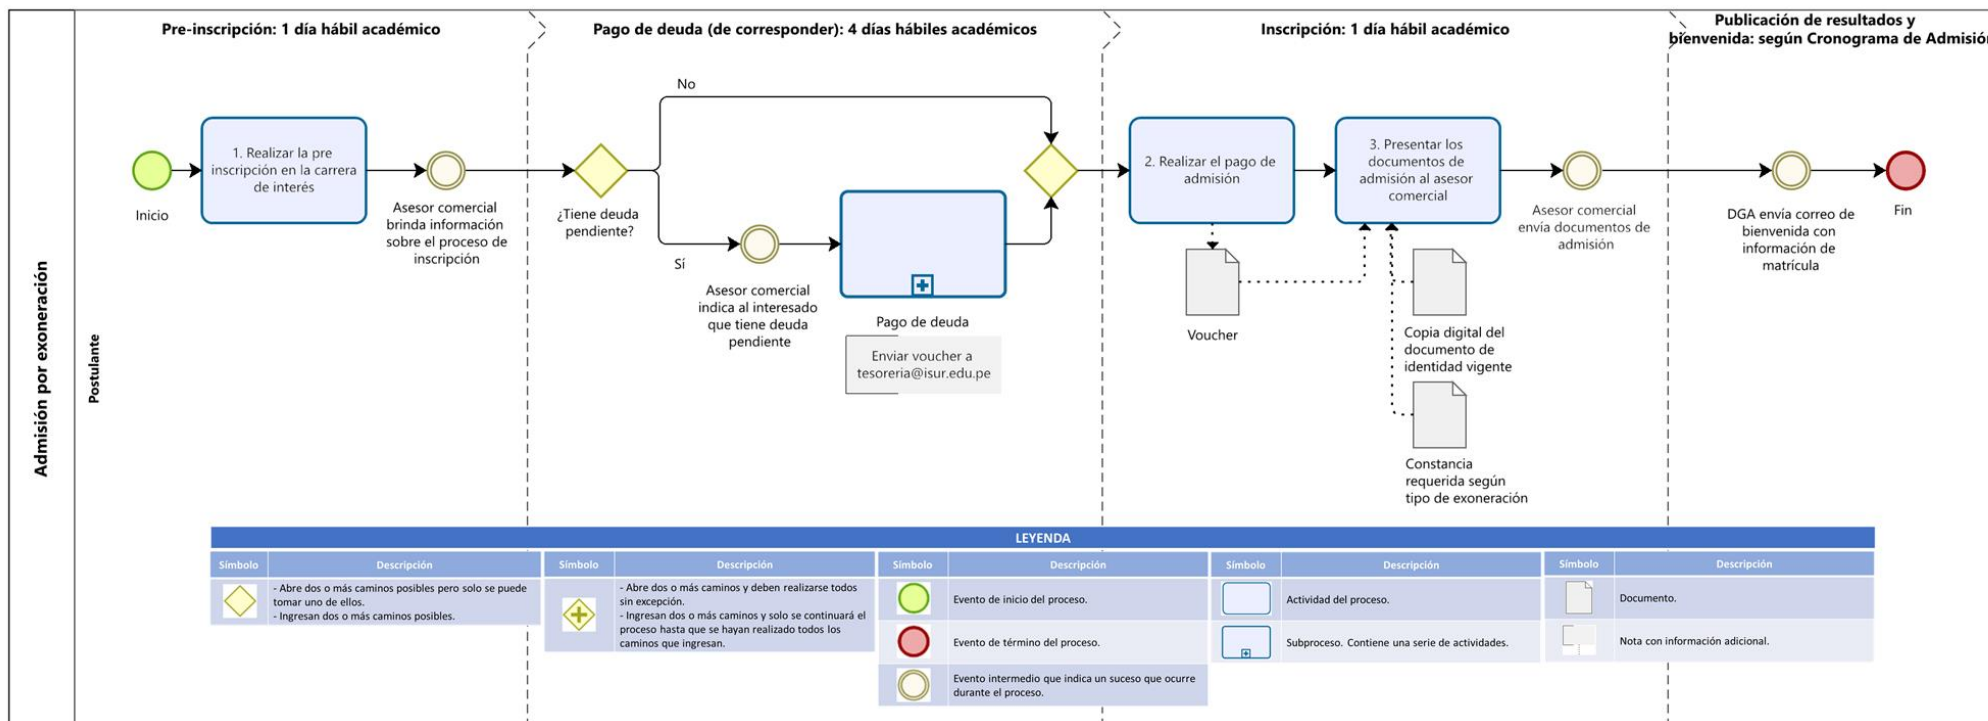 Pre-inscripción: 1 día hábil académico
Pago de deuda (de corresponder): 4 días hábiles académicos
Inscripción: 1 día hábil académico
Publicación de resultados y
bienvenida: según Cronograma de Admisión
Admisión por exoneración
Postulante
Inicio
1. Realizar la pre
inscripción en la carrera
de interés
Asesor comercial
brinda información
sobre el proceso de
inscripción
¿Tiene deuda
pendiente?
No
Sí
Asesor comercial
indica al interesado
que tiene deuda
pendiente
Pago de deuda
Enviar voucher a
tesoreria@isur.edu.pe
2. Realizar el pago de
admisión
Voucher
3. Presentar los
documentos de
admisión al asesor
comercial
Copia digital del
documento de
identidad vigente
Constancia
requerida según
tipo de exoneración
Asesor comercial
envía documentos de
admisión
DGA envía correo de
bienvenida con
información de
matrícula
Fin
LEYENDA
Símbolo
Descripción
- Abre dos o más caminos posibles pero solo se puede
tomar uno de ellos.
- Ingresan dos o más caminos posibles.
Símbolo
Descripción
- Abre dos o más caminos y deben realizarse todos
sin excepción.
- Ingresan dos o más caminos y solo se continuará el
proceso hasta que se hayan realizado todos los
caminos que ingresan.
Símbolo
Descripción
Evento de inicio del proceso.
Evento de término del proceso.
Evento intermedio que indica un suceso que ocurre
durante el proceso.
Símbolo
Descripción
Actividad del proceso.
Subproceso. Contiene una serie de actividades.
Símbolo
Descripción
Documento.
Nota con información adicional.